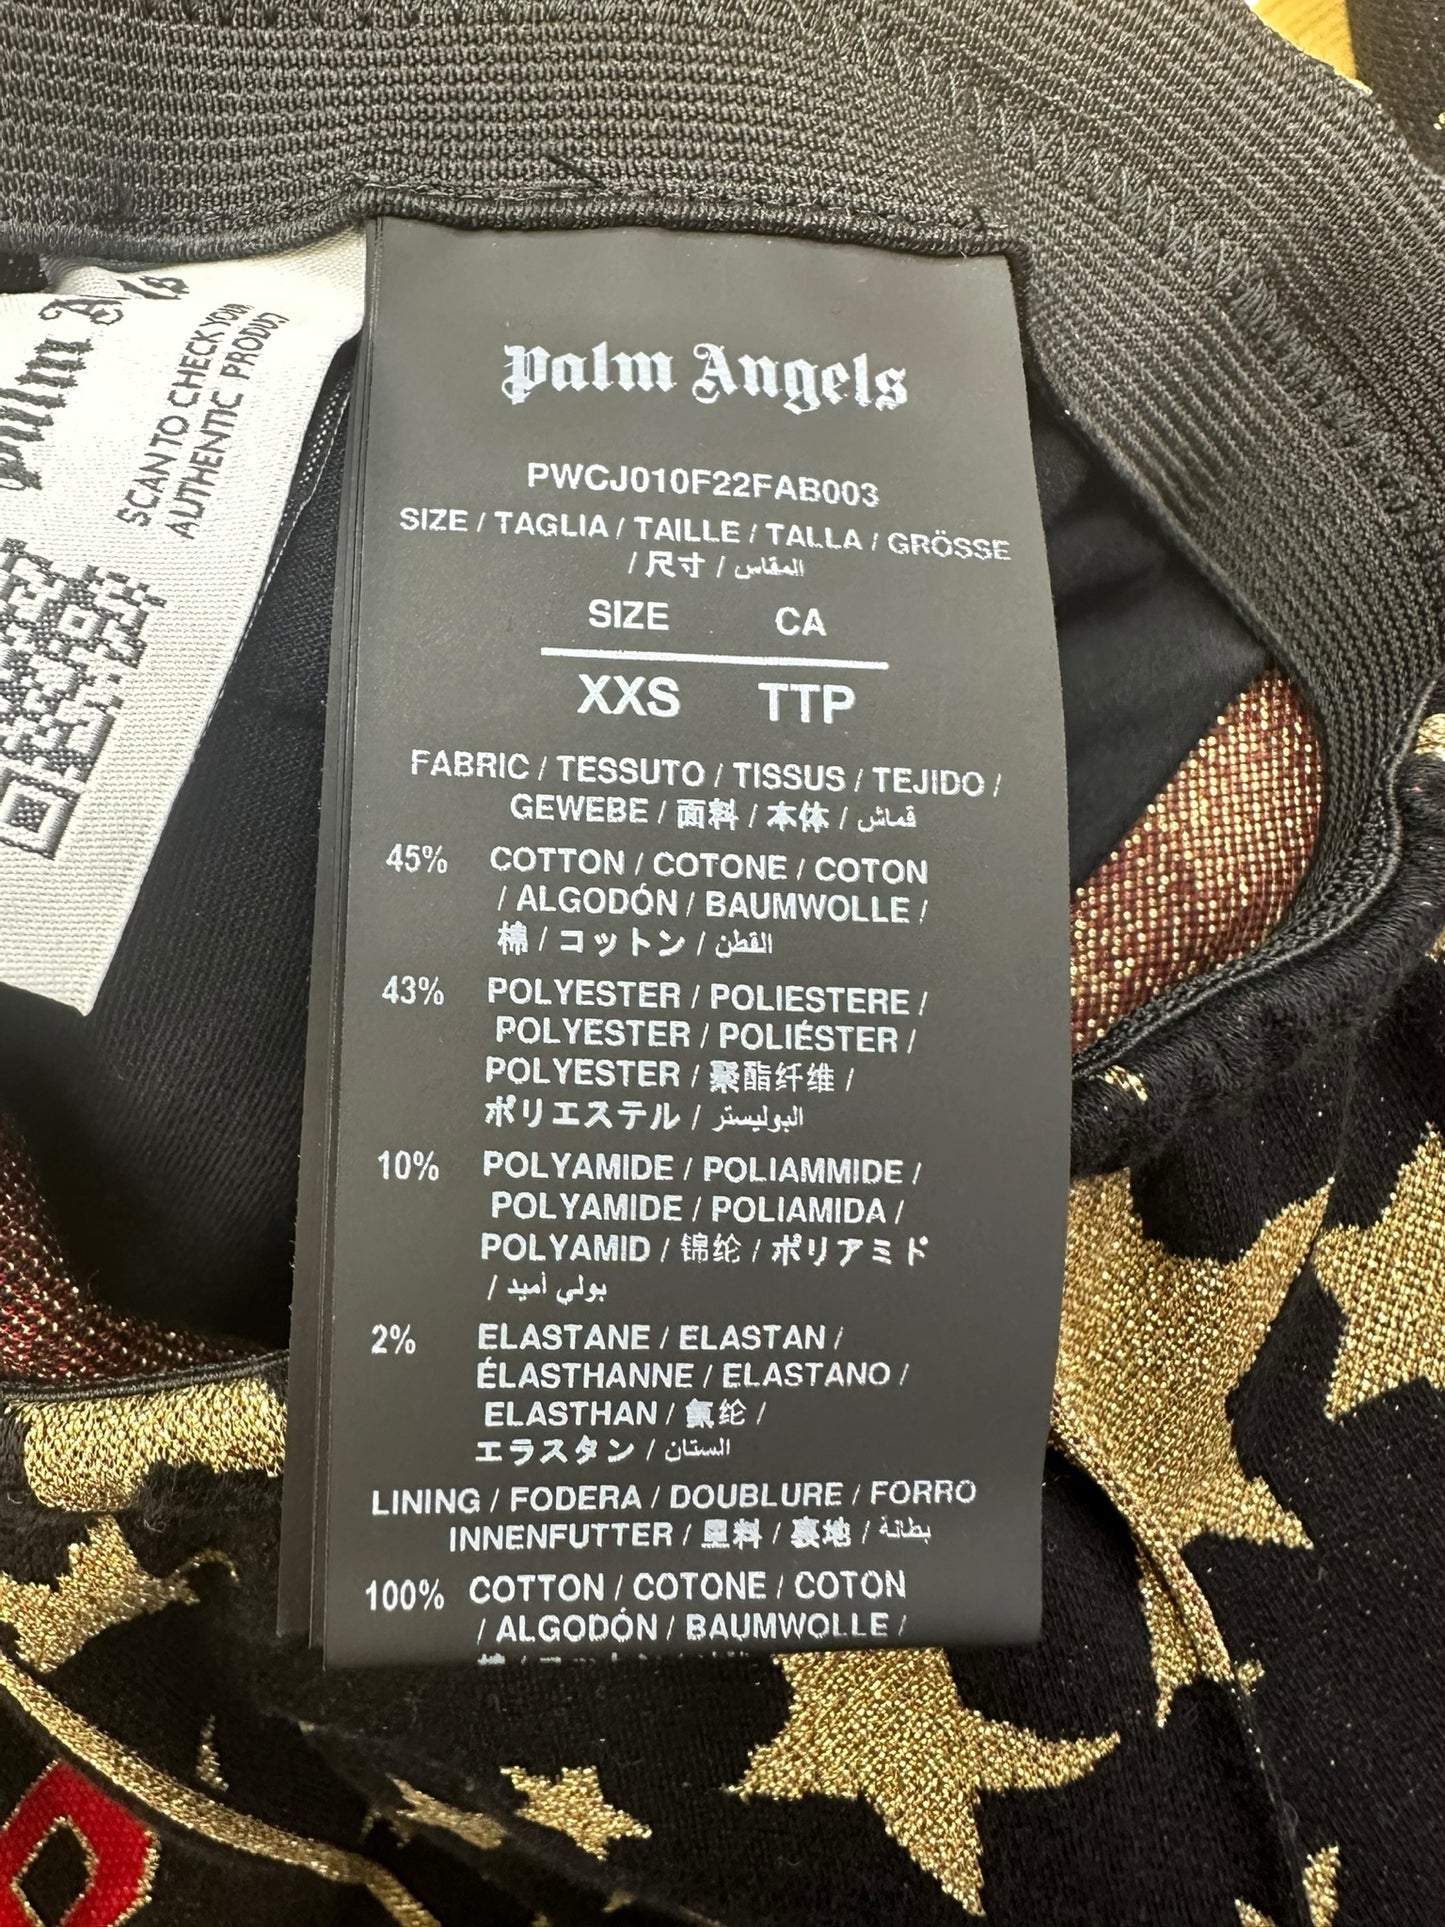 Palm Angels
PWCJ010F22FAB003
SIZE / TAGLIA / TAILLE / TALLA / GRÖSSE
/ 尺寸 / المقاس
SIZE CA
XXS TTP
FABRIC / TESSUTO / TISSUS / TEJIDO /
GEWEBE / 面料 / 本体 / قماش
45% COTTON / COTONE / COTON
/ ALGODÓN / BAUMWOLLE /
棉 / コットン / القطن
43% POLYESTER / POLIESTERE /
POLYESTER / POLIÉSTER /
POLYESTER / 聚酯纤维 /
ポリエステル / البوليستر
10% POLYAMIDE / POLIAMMIDE /
POLYAMIDE / POLIAMIDA /
POLYAMID / 锦纶 / ポリアミド
/ بولي أميد
2% ELASTANE / ELASTAN /
ÉLASTHANNE / ELASTANO /
ELASTHAN / 氨纶 /
エラスタン / الستان
LINING / FODERA / DOUBLURE / FORRO
INNENFUTTER / 里料 / 裏地 / بطانة
100% COTTON / COTONE / COTON
/ ALGODÓN / BAUMWOLLE /
Palm
SCAN TO CHECK YOUR
AUTHENTIC PRODUCT